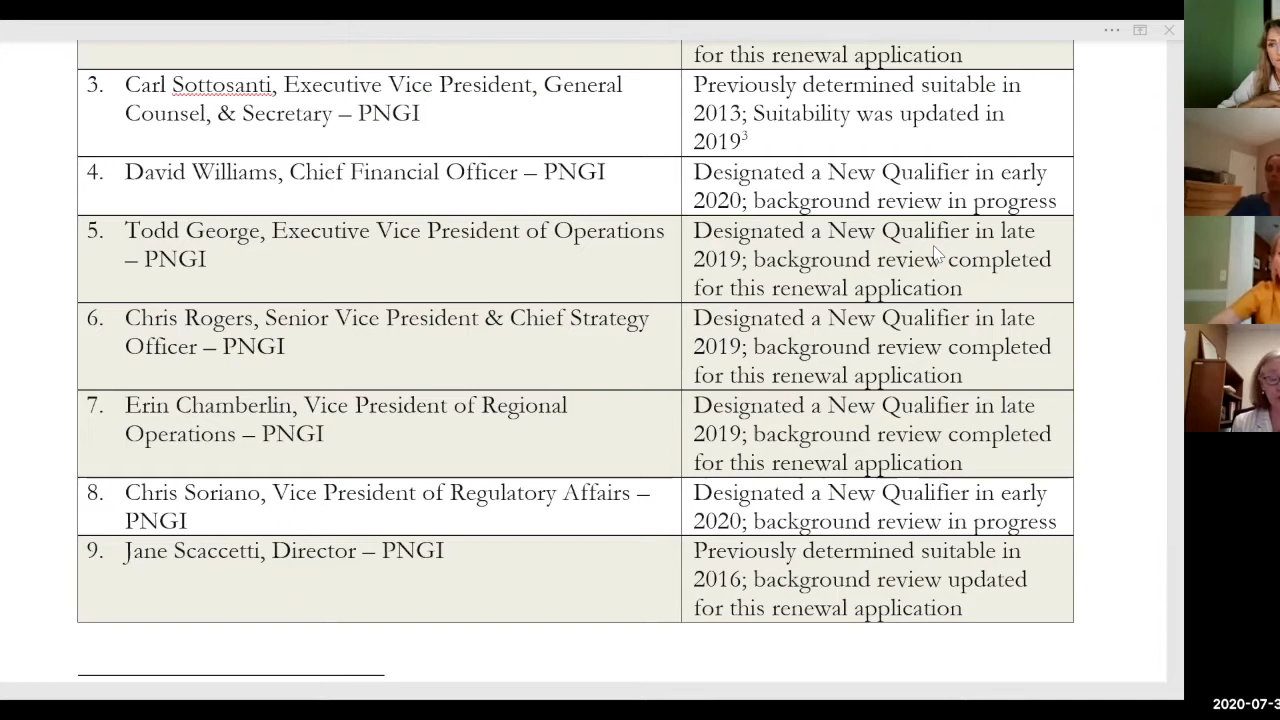 for this renewal application
3. Carl Sottosanti, Executive Vice President, General
Counsel, & Secretary – PNGI
Previously determined suitable in
2013; Suitability was updated in
2019³
4. David Williams, Chief Financial Officer – PNGI
Designated a New Qualifier in early
2020; background review in progress
5. Todd George, Executive Vice President of Operations
– PNGI
Designated a New Qualifier in late
2019; background review completed
for this renewal application
6. Chris Rogers, Senior Vice President & Chief Strategy
Officer – PNGI
Designated a New Qualifier in late
2019; background review completed
for this renewal application
7. Erin Chamberlin, Vice President of Regional
Operations – PNGI
Designated a New Qualifier in late
2019; background review completed
for this renewal application
8. Chris Soriano, Vice President of Regulatory Affairs –
PNGI
Designated a New Qualifier in early
2020; background review in progress
9. Jane Scaccetti, Director – PNGI
Previously determined suitable in
2016; background review updated
for this renewal application
2020-07-3